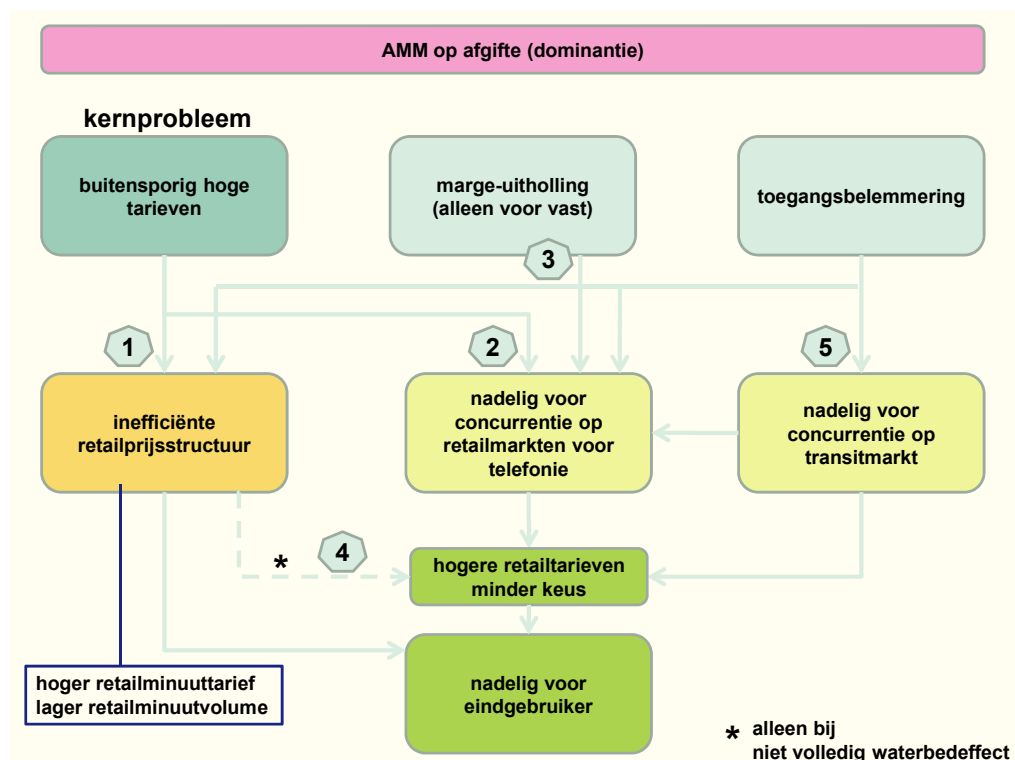 AMM op afgifte (dominantie)
kernprobleem
buitensporig hoge
tarieven
marge-uitholling
(alleen voor vast)
toegangsbelemmering
3
1
2
5
inefficiënte
retailprijsstructuur
nadelig voor
concurrentie op
retailmarkten voor
telefonie
nadelig voor
concurrentie op
transitmarkt
*
4
hogere retailtarieven
minder keus
hoger retailminuuttarief
lager retailminuutvolume
nadelig voor
eindgebruiker
* alleen bij
niet volledig waterbedeffect